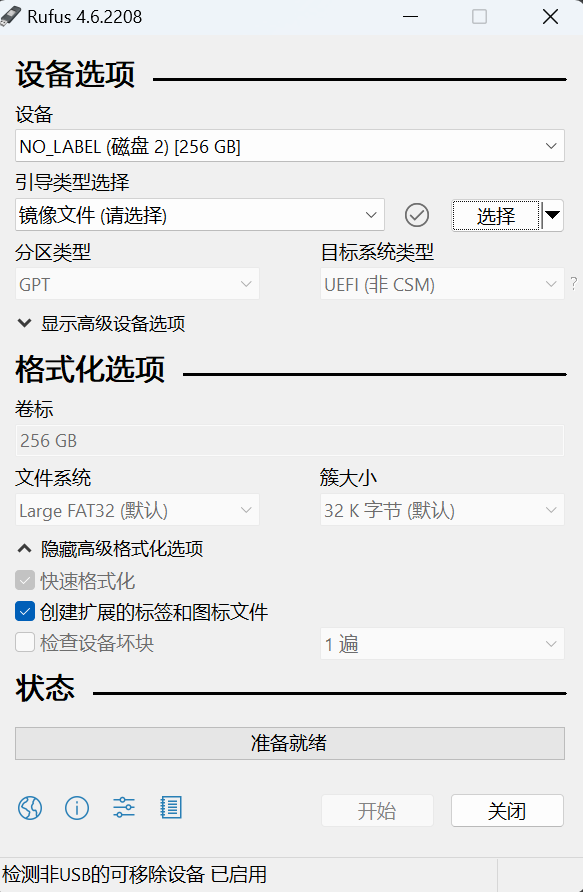 Rufus 4.6.2208
设备选项
设备
NO_LABEL (磁盘 2) [256 GB]
引导类型选择
镜像文件 (请选择)
选择
分区类型
目标系统类型
GPT
UEFI (非 CSM)
?
显示高级设备选项
格式化选项
卷标
256 GB
文件系统
簇大小
Large FAT32 (默认)
32 K 字节 (默认)
隐藏高级格式化选项
快速格式化
创建扩展的标签和图标文件
检查设备坏块
1 遍
状态
准备就绪
开始
关闭
检测非USB的可移除设备 已启用